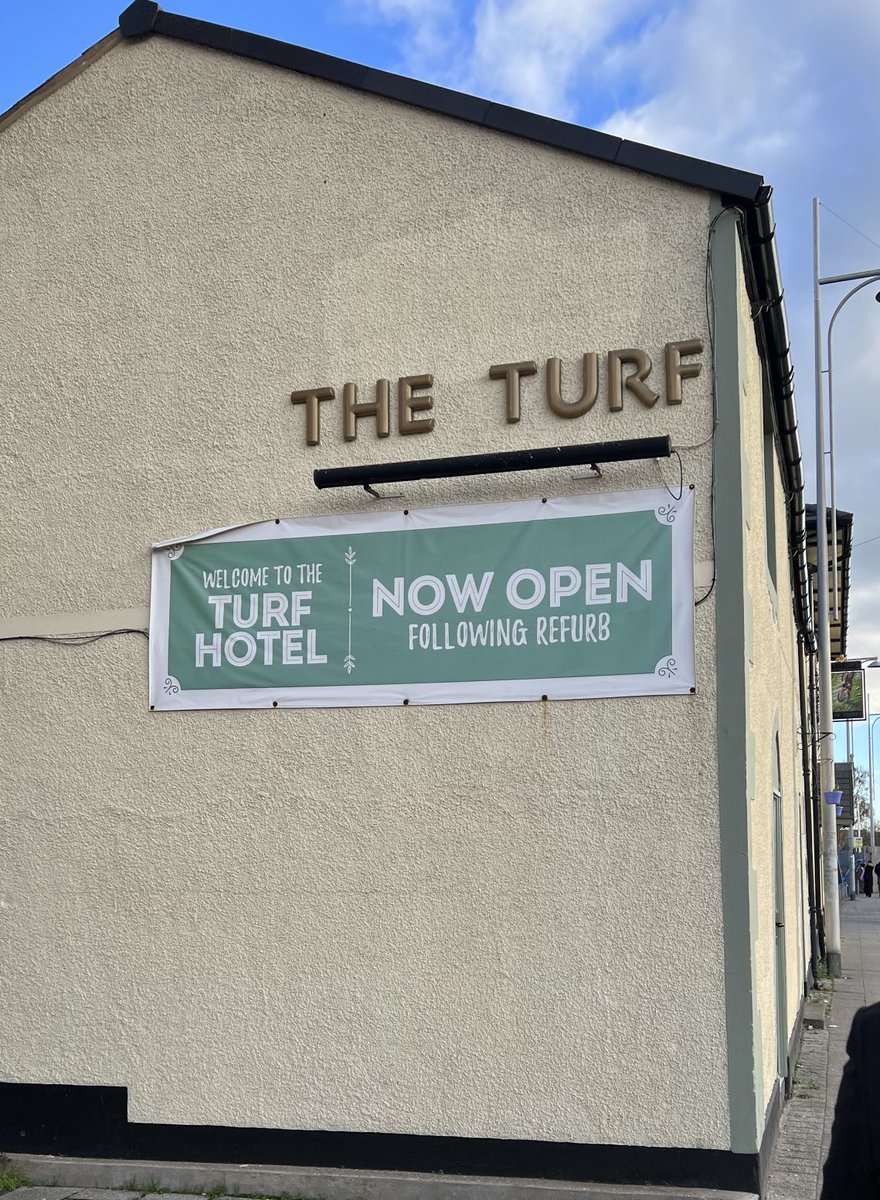 THE TURF
WELCOME TO THE
TURF
HOTEL
NOW OPEN
FOLLOWING REFURB